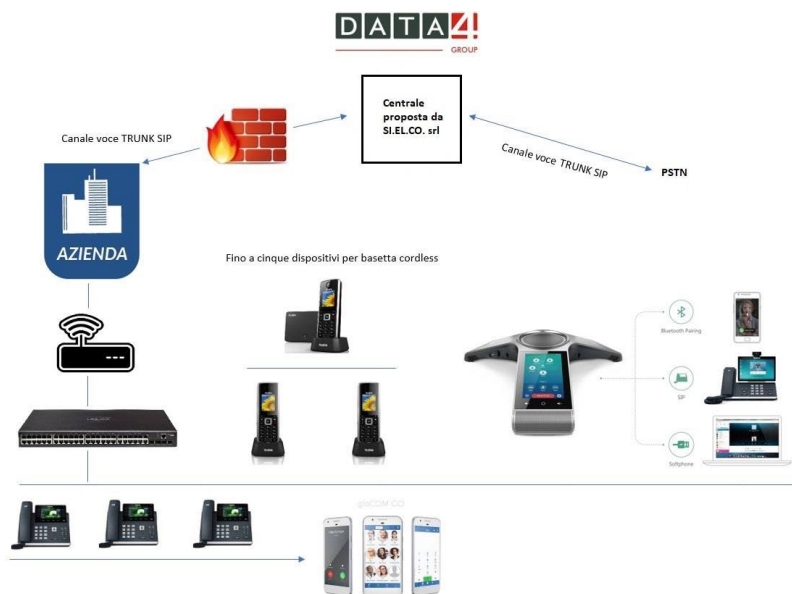 DATA4
GROUP
Centrale
proposta da
SI.EL.CO. srl
Canale voce TRUNK SIP
Canale voce TRUNK SIP
PSTN
AZIENDA
Fino a cinque dispositivi per basetta cordless
Bluetooth Pairing
SIP
Softphone